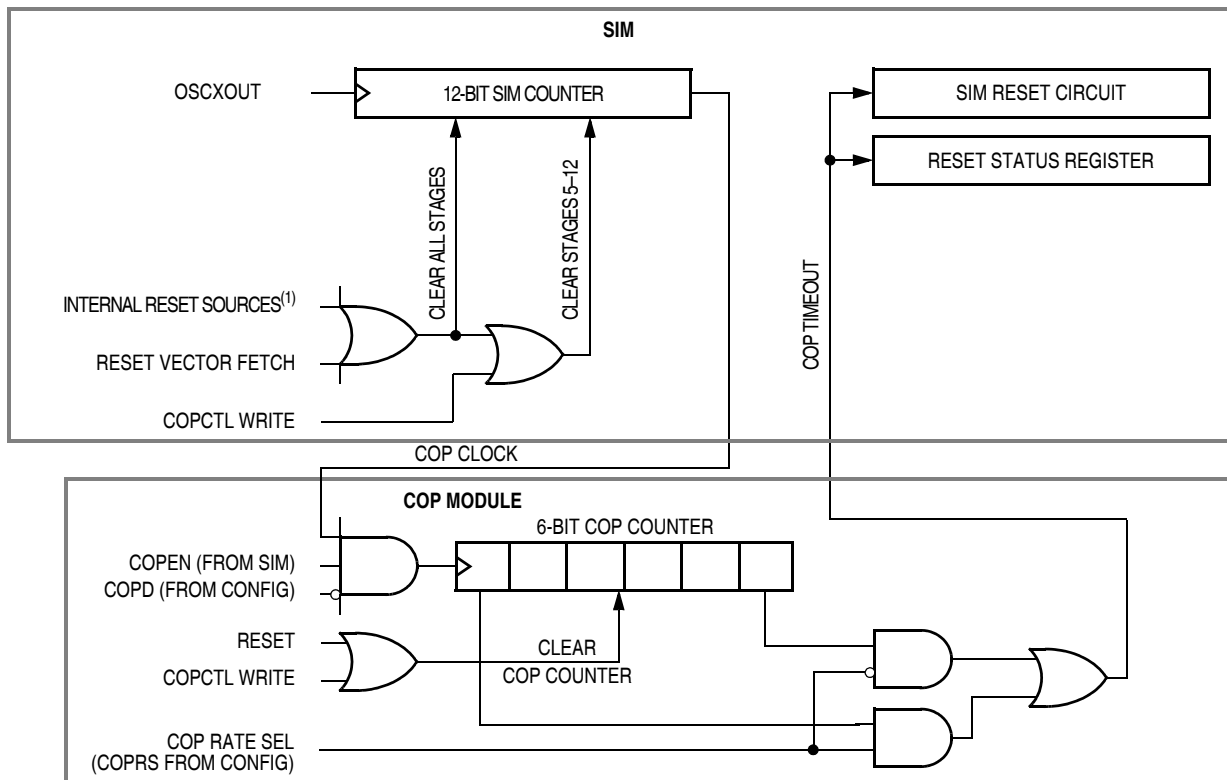 SIM
OSCXOUT
12-BIT SIM COUNTER
SIM RESET CIRCUIT
RESET STATUS REGISTER
CLEAR ALL STAGES
CLEAR STAGES 5–12
COP TIMEOUT
INTERNAL RESET SOURCES(1)
RESET VECTOR FETCH
COPCTL WRITE
COP CLOCK
COP MODULE
6-BIT COP COUNTER
COPEN (FROM SIM)
COPD (FROM CONFIG)
RESET
COPCTL WRITE
CLEAR
COP COUNTER
COP RATE SEL
(COPRS FROM CONFIG)